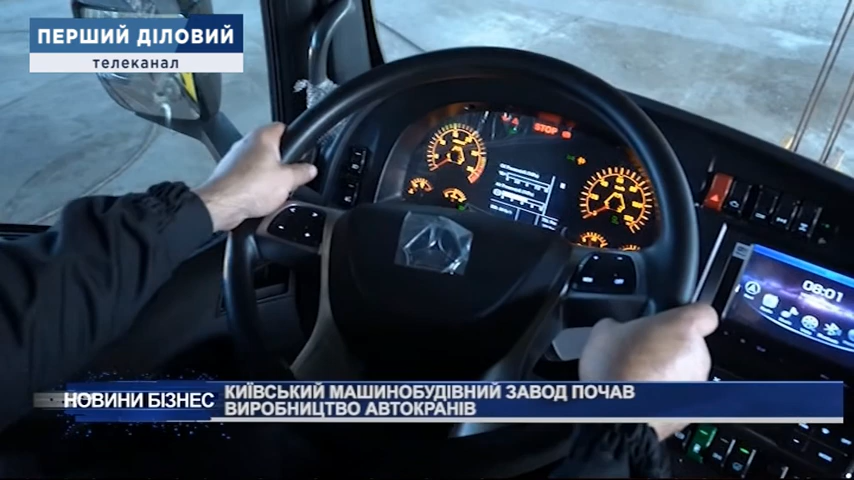 ПЕРШИЙ ДІЛОВИЙ
телеканал
STOP
08:01
НОВИНИ БІЗНЕС
КИЇВСЬКИЙ МАШИНОБУДІВНИЙ ЗАВОД ПОЧАВ
ВИРОБНИЦТВО АВТОКРАНІВ